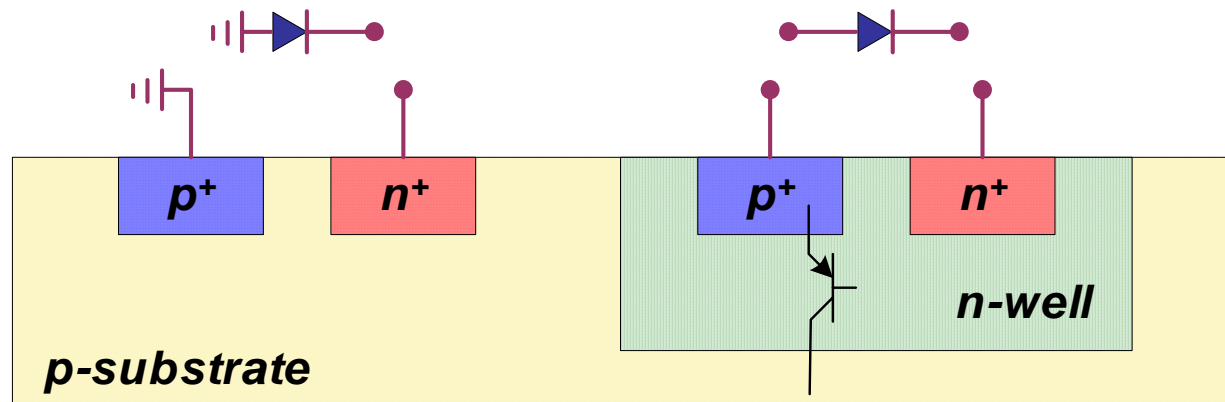 p+ n+ p+ n+
n-well
p-substrate